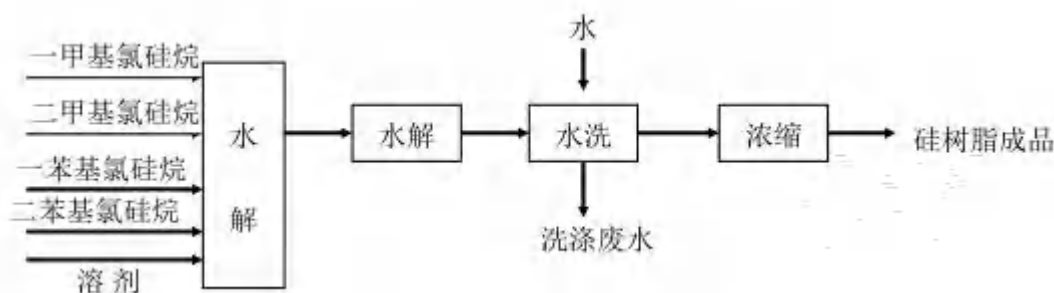 一甲基氯硅烷
二甲基氯硅烷
一苯基氯硅烷
二苯基氯硅烷
溶剂
水解
水解
水
水洗
洗涤废水
浓缩
硅树脂成品